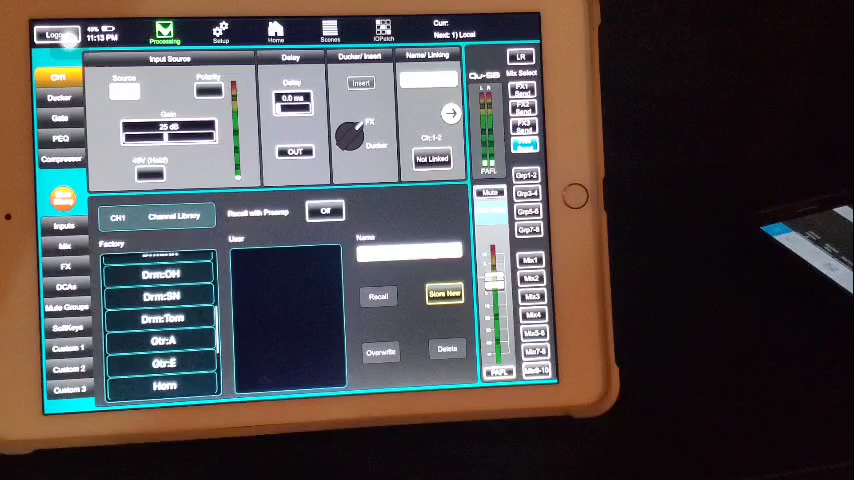 Logout
49%
11:13 PM
Processing
Setup
Home
Scenes
IOPatch
Curr:
Next: 1) Local
CH1
Ducker
Gate
PEQ
Compressor
Inputs
Mix
FX
DCAs
Mute Groups
SoftKeys
Custom 1
Custom 2
Custom 3
Input Source
Source
Polarity
Gain
25 dB
48V (Hold)
Delay
Delay
0.0 ms
OUT
Ducker/ Insert
Insert
FX
Ducker
Name/ Linking
Ch:1-2
Not Linked
Qu-SB
L R
PAFL
LR
Mix Select
FX1
Send
FX2
Send
FX3
Send
Grp1-2
Grp3-4
Grp5-6
Grp7-8
Mix1
Mix2
Mix3
Mix4
Mix5-6
Mix7-8
Mix9-10
CH1 Channel Library
Recall with Preamp
Off
Factory
Drm:OH
Drm:SN
Drm:Tom
Gtr:A
Gtr:E
Horn
User
Name
Recall
Store New
Overwrite
Delete
Mute
PAFL